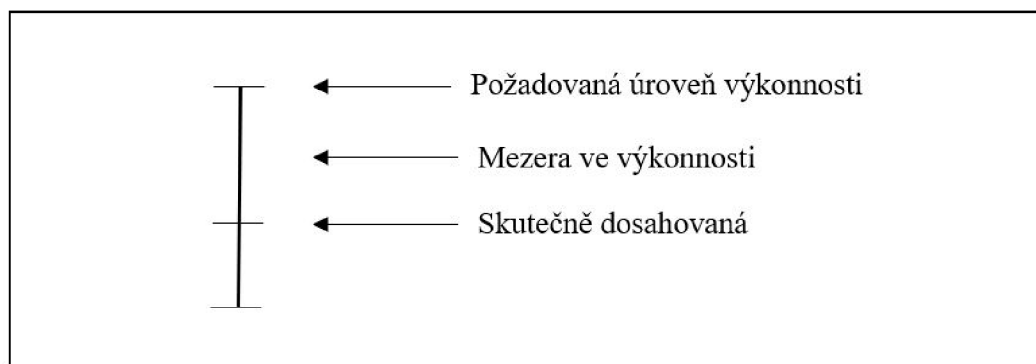 Požadovaná úroveň výkonnosti
Mezera ve výkonnosti
Skutečně dosahovaná